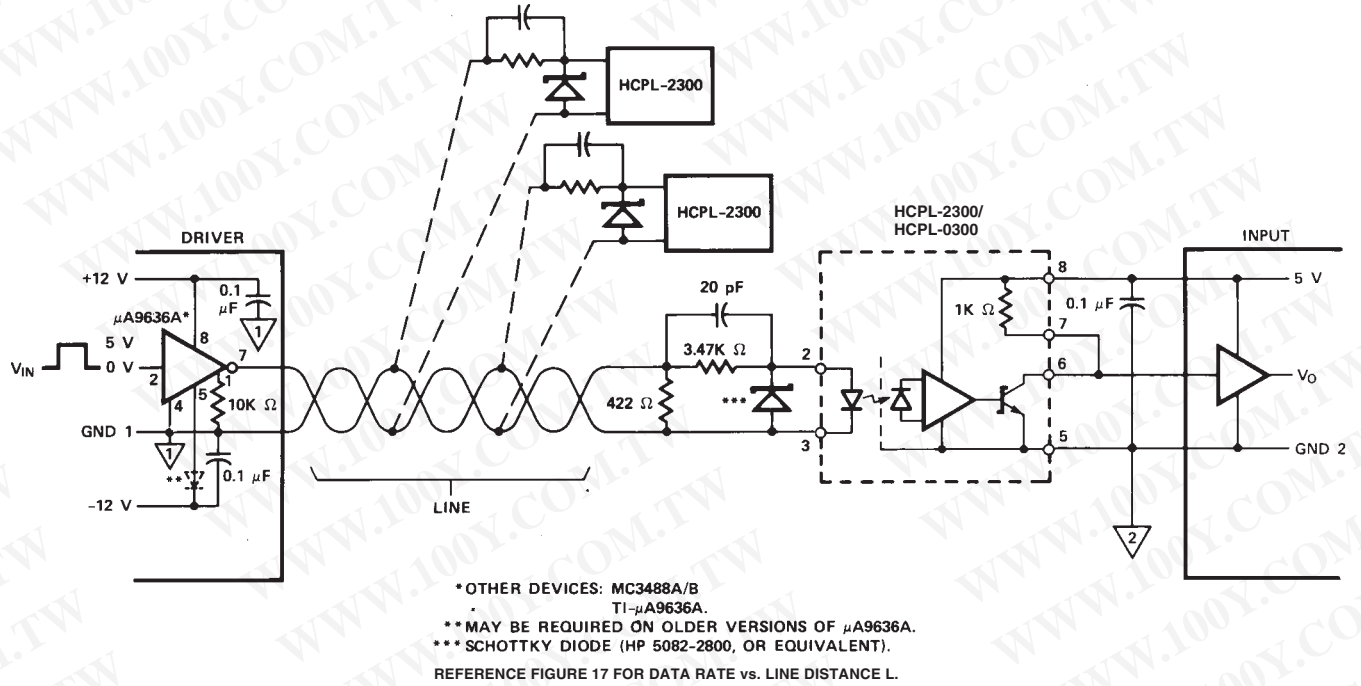 HCPL-2300
HCPL-2300
HCPL-2300/
HCPL-0300
DRIVER
INPUT
+12 V
0.1
μF
1
μA9636A*
8
5 V
VIN
0 V
2
7
1
5
4
10K Ω
GND 1
1
**
0.1 μF
-12 V
LINE
20 pF
3.47K Ω
422 Ω
***
2
3
8
1K Ω
7
6
5
0.1 μF
2
5 V
VO
GND 2
*OTHER DEVICES: MC3488A/B
TI-μA9636A.
**MAY BE REQUIRED ON OLDER VERSIONS OF μA9636A.
***SCHOTTKY DIODE (HP 5082-2800, OR EQUIVALENT).
REFERENCE FIGURE 17 FOR DATA RATE vs. LINE DISTANCE L.
WWW.100Y.COM.TW